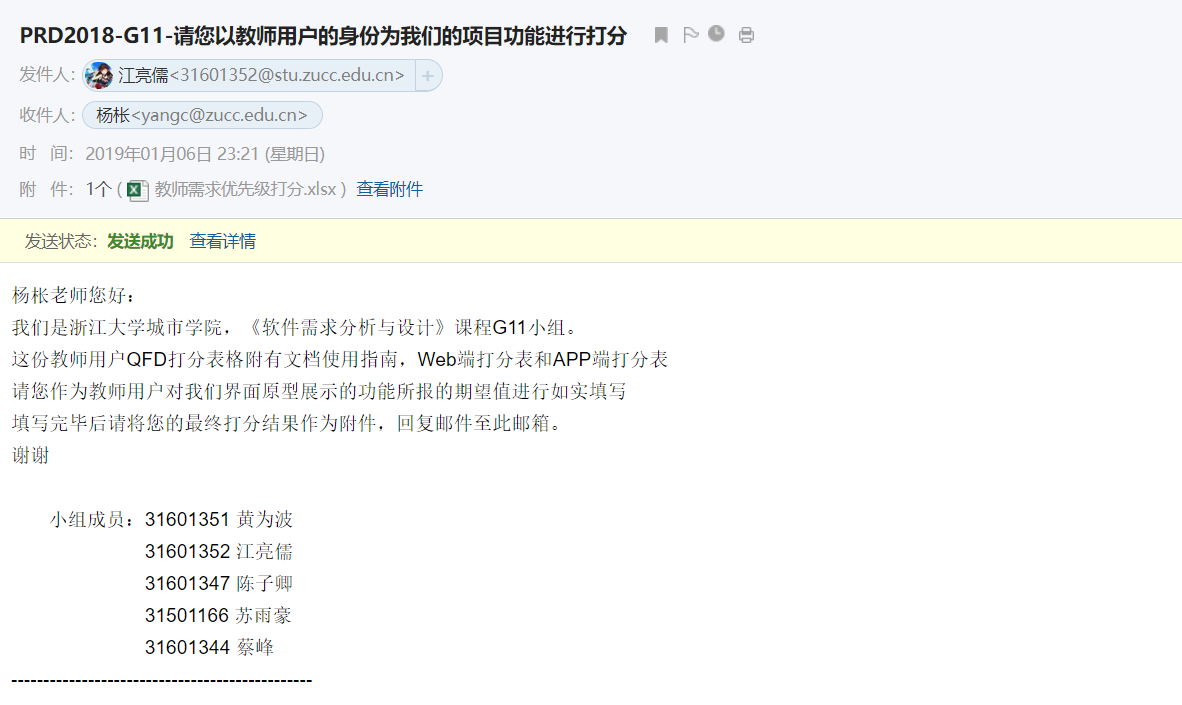 PRD2018-G11-请您以教师用户的身份为我们的项目功能进行打分
发件人： 江亮儒<31601352@stu.zucc.edu.cn> +
收件人： 杨枨<yangc@zucc.edu.cn>
时 间： 2019年01月06日 23:21 (星期日)
附 件： 1个 ( 教师需求优先级打分.xlsx ) 查看附件
发送状态： 发送成功 查看详情
杨枨老师您好：
我们是浙江大学城市学院，《软件需求分析与设计》课程G11小组。
这份教师用户QFD打分表格附有文档使用指南，Web端打分表和APP端打分表
请您作为教师用户对我们界面原型展示的功能所报的期望值进行如实填写
填写完毕后请将您的最终打分结果作为附件，回复邮件至此邮箱。
谢谢
小组成员：31601351 黄为波
31601352 江亮儒
31601347 陈子卿
31501166 苏雨豪
31601344 蔡峰
-----------------------------------------------